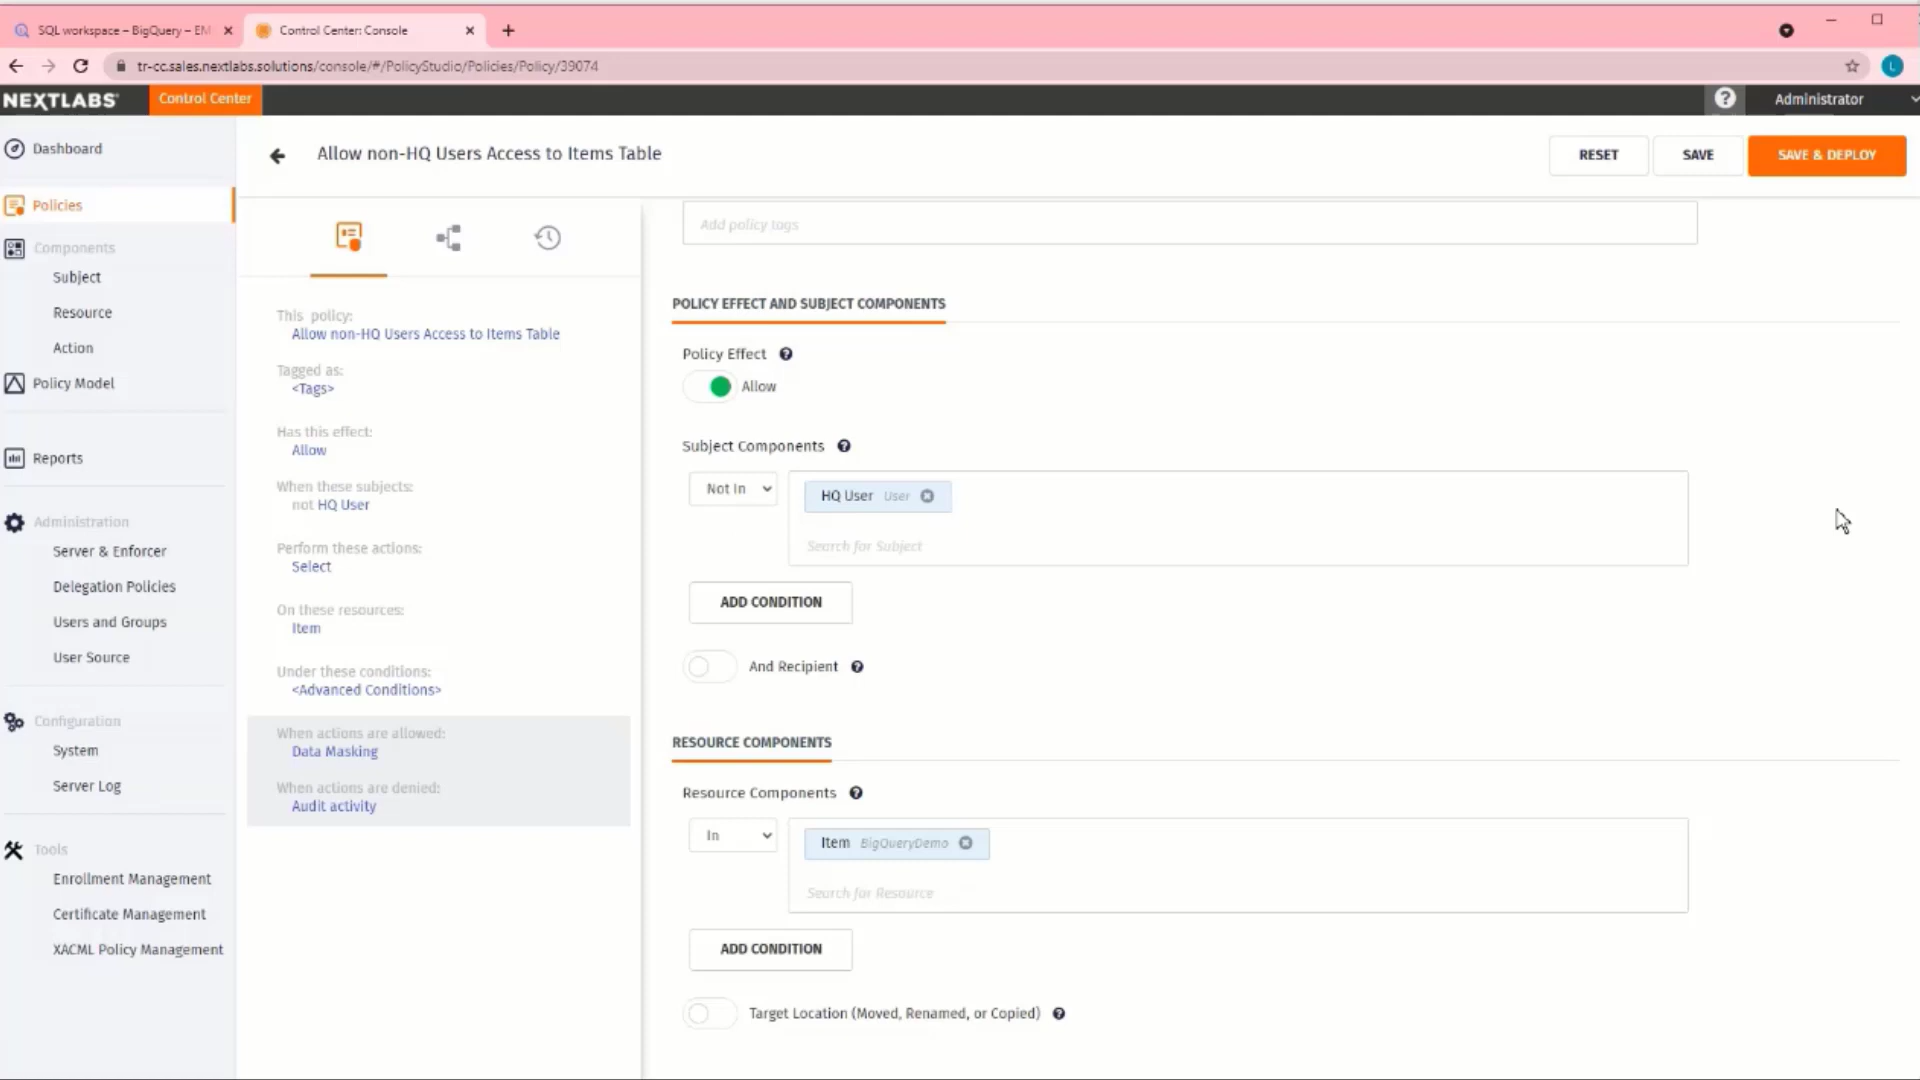 SQL workspace – BigQuery – EM
Control Center: Console
tr-cc.sales.nextlabs.solutions/console/#/PolicyStudio/Policies/Policy/39074
L
NEXTLABS
Control Center
Administrator
Dashboard
Policies
Components
Subject
Resource
Action
Policy Model
Reports
Administration
Server & Enforcer
Delegation Policies
Users and Groups
User Source
Configuration
System
Server Log
Tools
Enrollment Management
Certificate Management
XACML Policy Management
Allow non-HQ Users Access to Items Table
RESET
SAVE
SAVE & DEPLOY
This policy:
Allow non-HQ Users Access to Items Table
Tagged as:
<Tags>
Has this effect:
Allow
When these subjects:
not HQ User
Perform these actions:
Select
On these resources:
Item
Under these conditions:
<Advanced Conditions>
When actions are allowed:
Data Masking
When actions are denied:
Audit activity
Add policy tags
POLICY EFFECT AND SUBJECT COMPONENTS
Policy Effect
Allow
Subject Components
Not In
HQ User User
Search for Subject
ADD CONDITION
And Recipient
RESOURCE COMPONENTS
Resource Components
In
Item BigQueryDemo
Search for Resource
ADD CONDITION
Target Location (Moved, Renamed, or Copied)